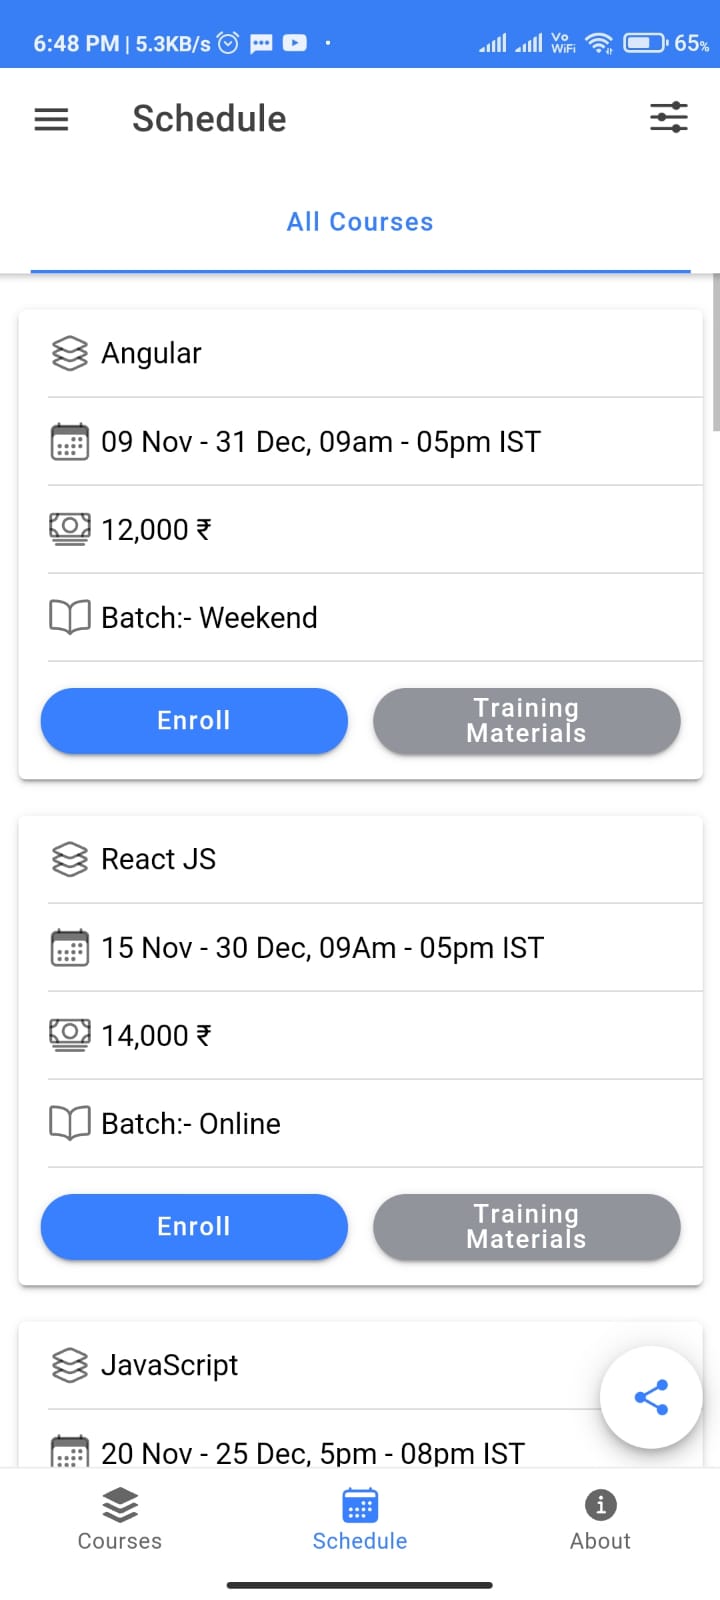 6:48 PM | 5.3KB/s Vo WiFi 65%
Schedule
All Courses
Angular
09 Nov - 31 Dec, 09am - 05pm IST
12,000 ₹
Batch:- Weekend
Enroll
Training
Materials
React JS
15 Nov - 30 Dec, 09Am - 05pm IST
14,000 ₹
Batch:- Online
Enroll
Training
Materials
JavaScript
20 Nov - 25 Dec, 5pm - 08pm IST
Courses
Schedule
About